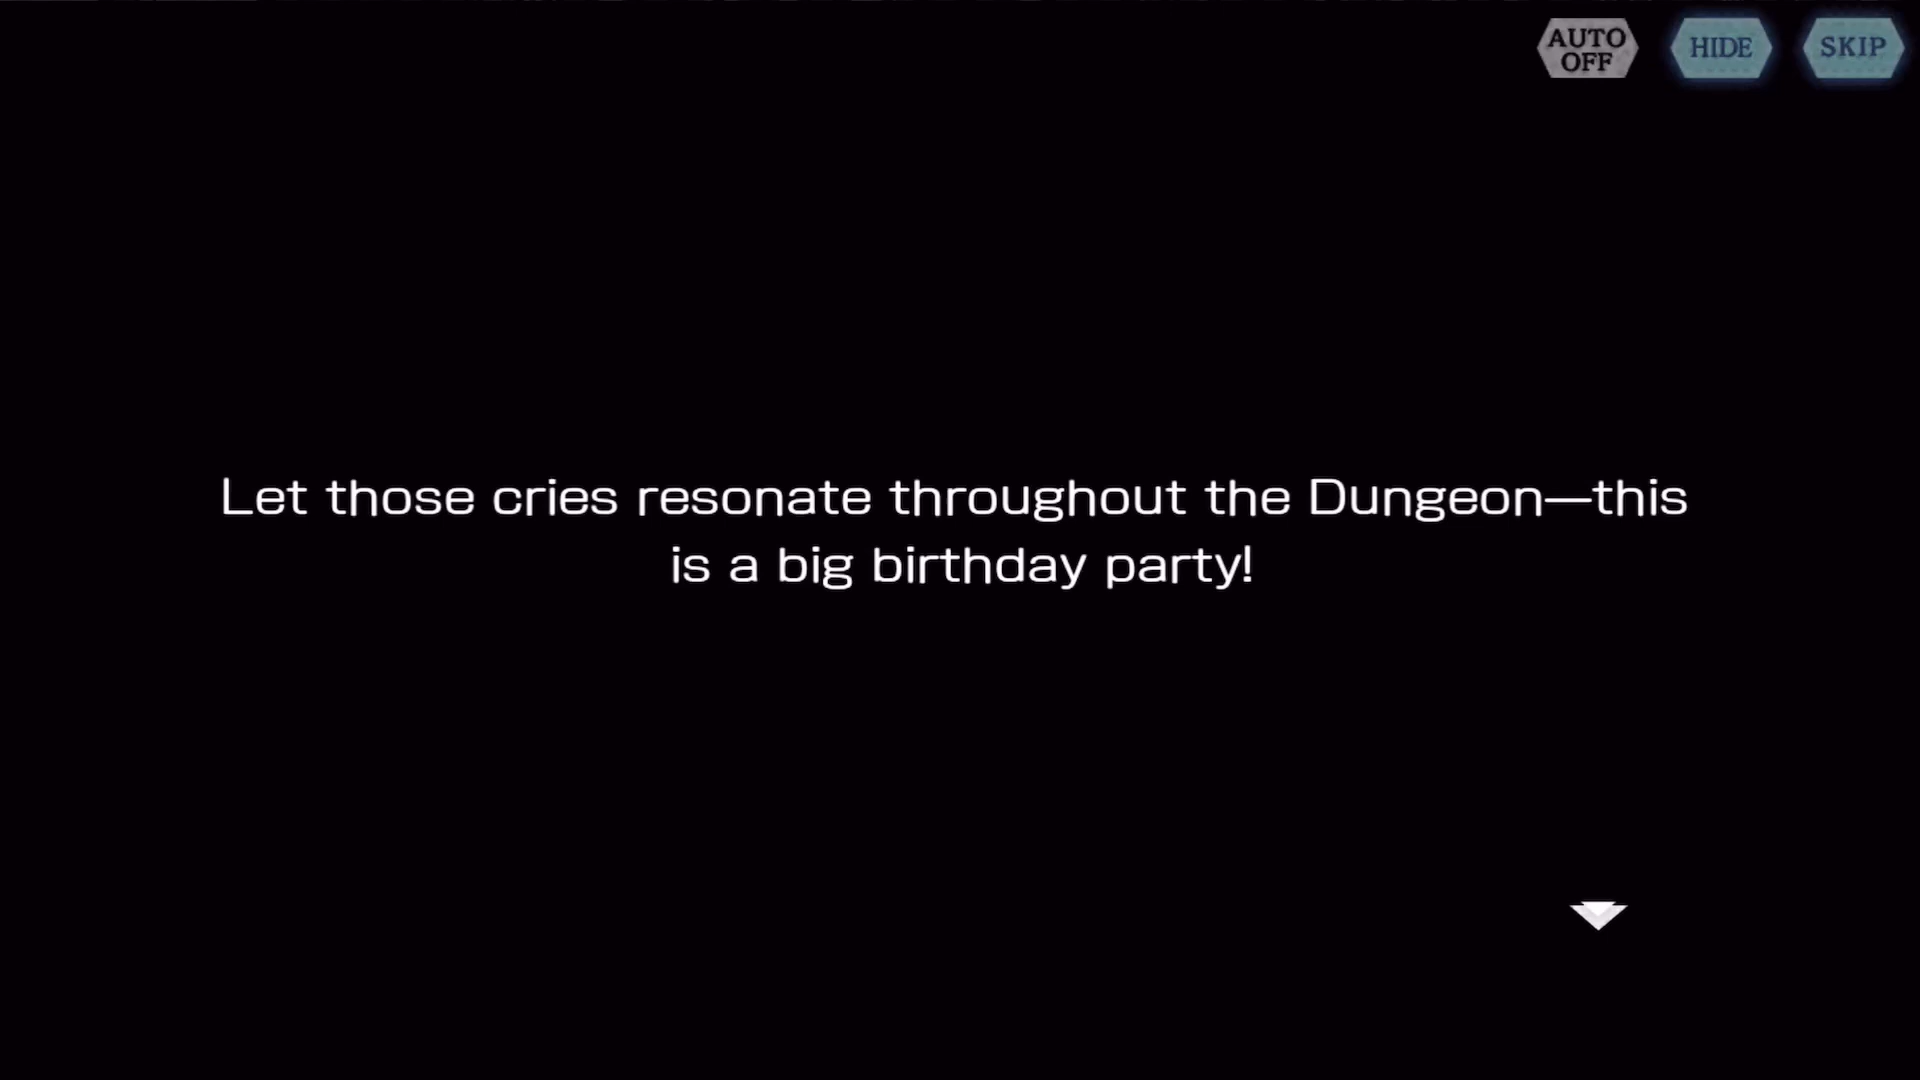 AUTO
OFF
HIDE
SKIP
Let those cries resonate throughout the Dungeon—this
is a big birthday party!